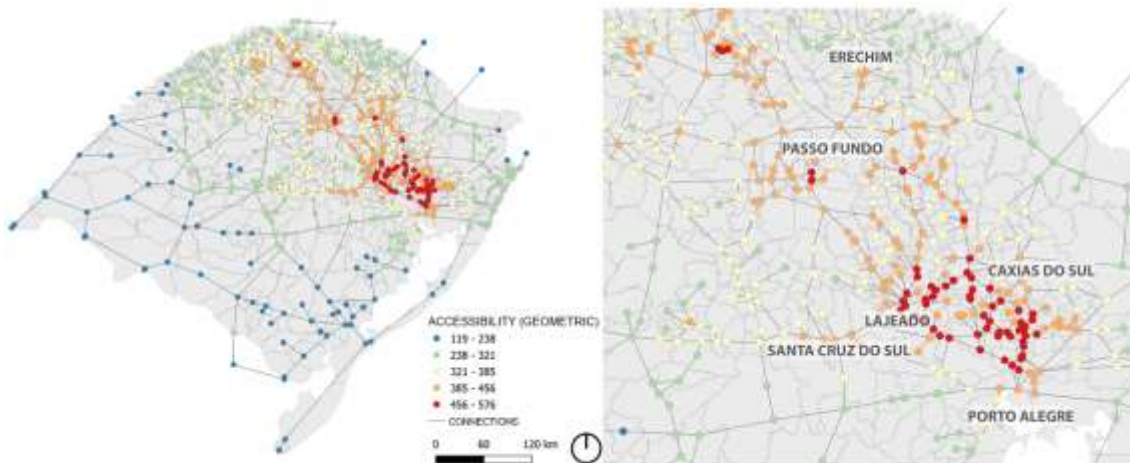 ACCESSIBILITY (GEOMETRIC)
119 - 238
238 - 321
321 - 385
385 - 456
456 - 576
CONNECTIONS
0 60 120 km
ERECHIM
PASSO FUNDO
CAXIAS DO SUL
LAJEADO
SANTA CRUZ DO SUL
PORTO ALEGRE